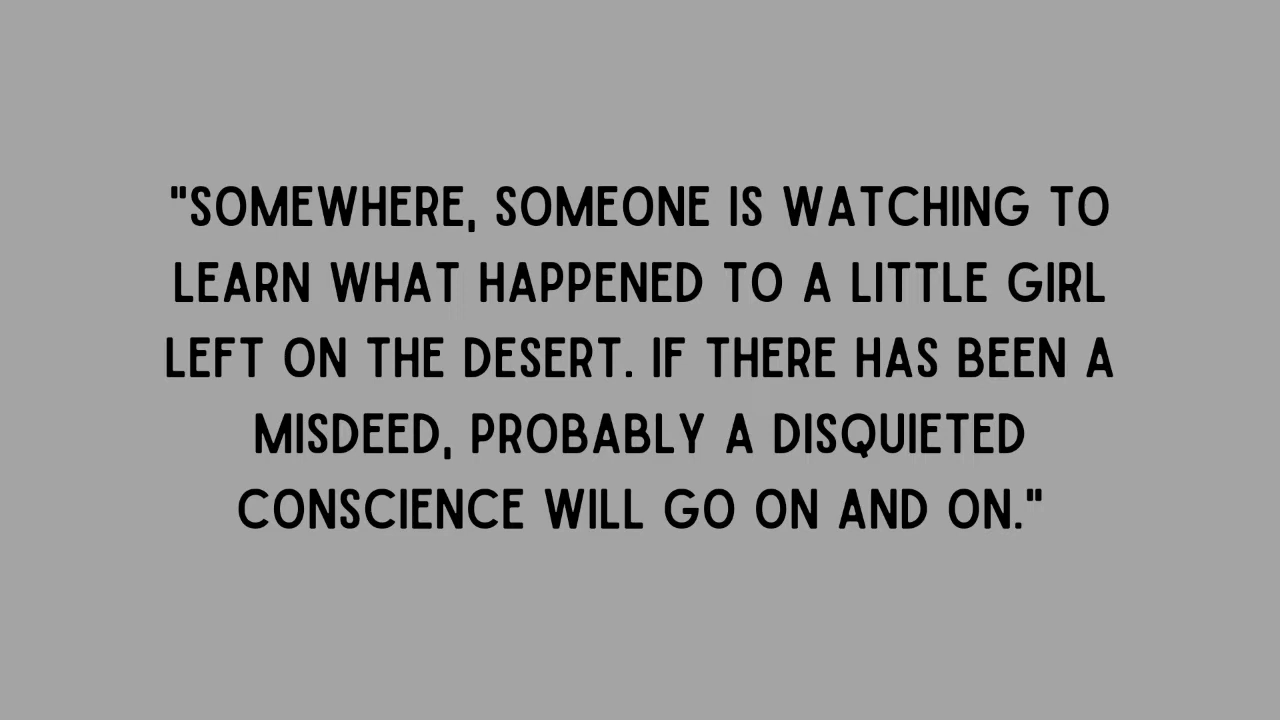 "SOMEWHERE, SOMEONE IS WATCHING TO
LEARN WHAT HAPPENED TO A LITTLE GIRL
LEFT ON THE DESERT. IF THERE HAS BEEN A
MISDEED, PROBABLY A DISQUIETED
CONSCIENCE WILL GO ON AND ON."